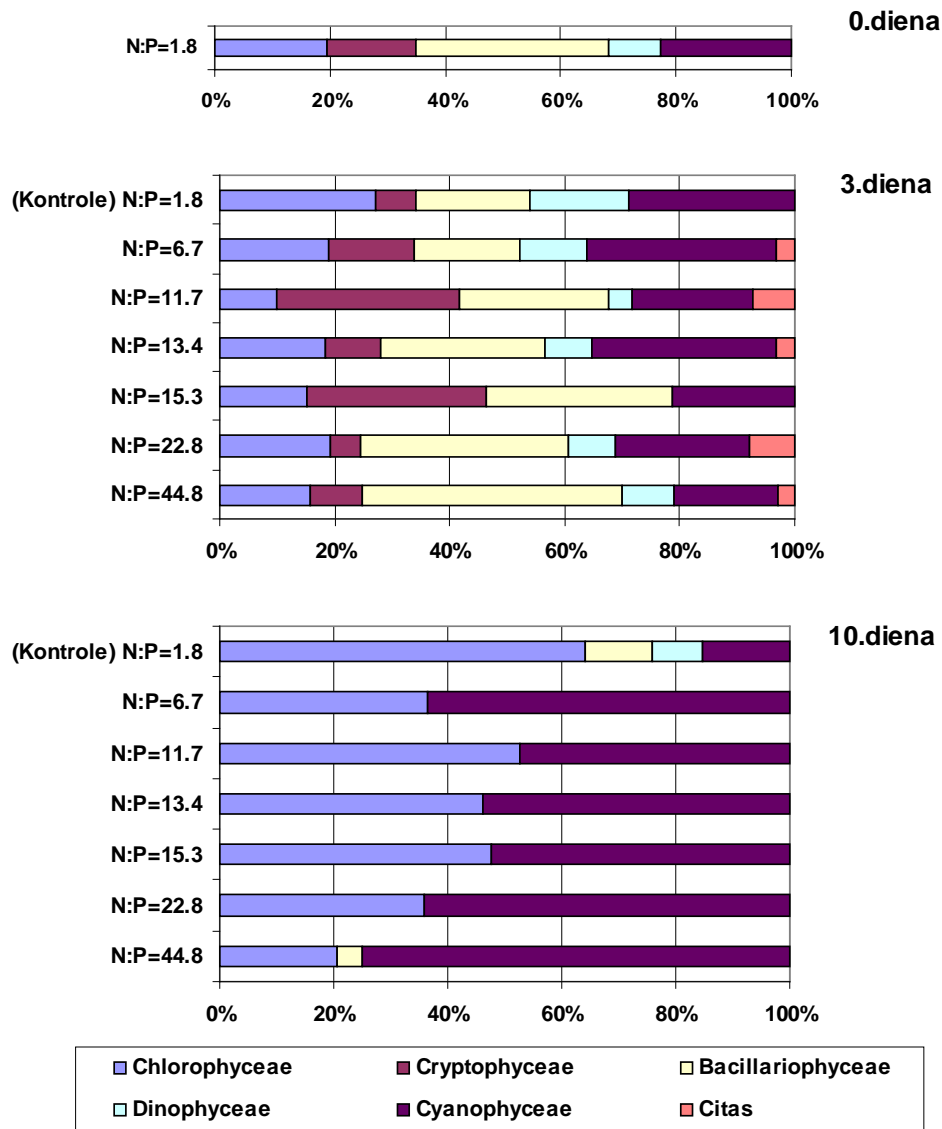 0.diena
N:P=1.8
0% 20% 40% 60% 80% 100%
3.diena
(Kontrole) N:P=1.8
N:P=6.7
N:P=11.7
N:P=13.4
N:P=15.3
N:P=22.8
N:P=44.8
0% 20% 40% 60% 80% 100%
10.diena
(Kontrole) N:P=1.8
N:P=6.7
N:P=11.7
N:P=13.4
N:P=15.3
N:P=22.8
N:P=44.8
0% 20% 40% 60% 80% 100%
Chlorophyceae Cryptophyceae Bacillariophyceae
Dinophyceae Cyanophyceae Citas